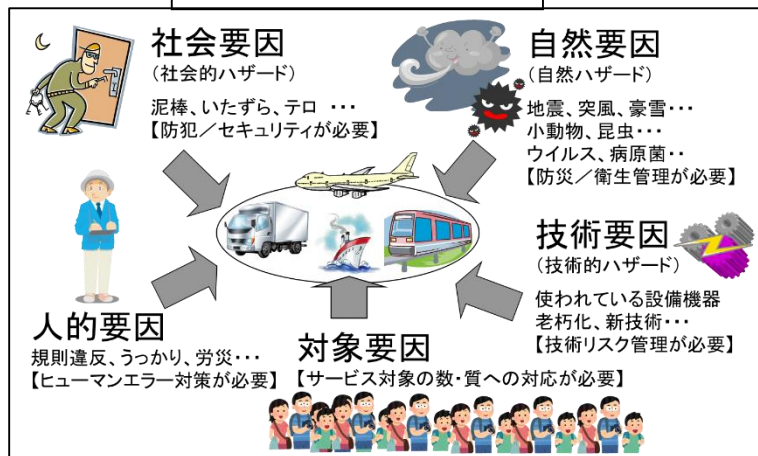 社会要因
（社会的ハザード）
泥棒、いたずら、テロ ･･･
【防犯／セキュリティが必要】
自然要因
（自然ハザード）
地震、突風、豪雪･･･
小動物、昆虫･･･
ウイルス、病原菌･･
【防災／衛生管理が必要】
技術要因
（技術的ハザード）
使われている設備機器
老朽化、新技術･･･
【技術リスク管理が必要】
人的要因
規則違反、うっかり、労災･･･
【ヒューマンエラー対策が必要】
対象要因
【サービス対象の数・質への対応が必要】